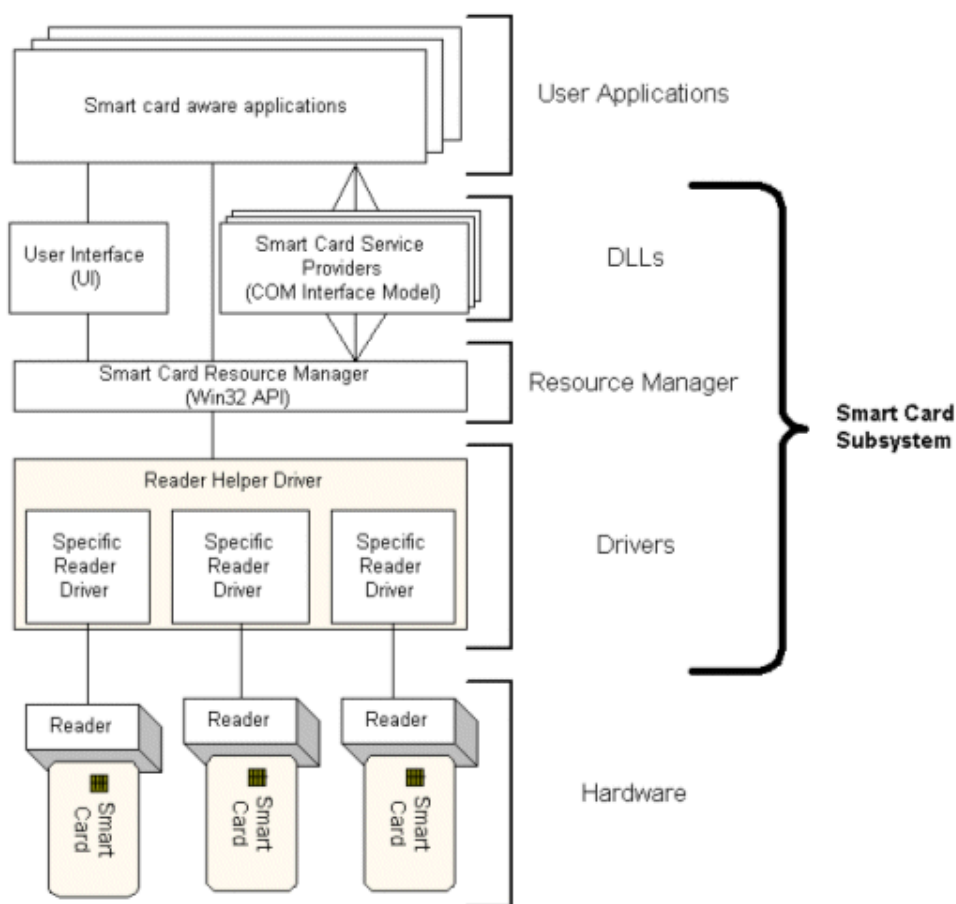 Smart card aware applications
User Applications
User Interface
(UI)
Smart Card Service
Providers
(COM Interface Model)
DLLs
Smart Card Resource Manager
(Win32 API)
Resource Manager
Smart Card
Subsystem
Reader Helper Driver
Specific
Reader
Driver
Specific
Reader
Driver
Specific
Reader
Driver
Drivers
Reader
Reader
Reader
Smart
Card
Smart
Card
Smart
Card
Hardware